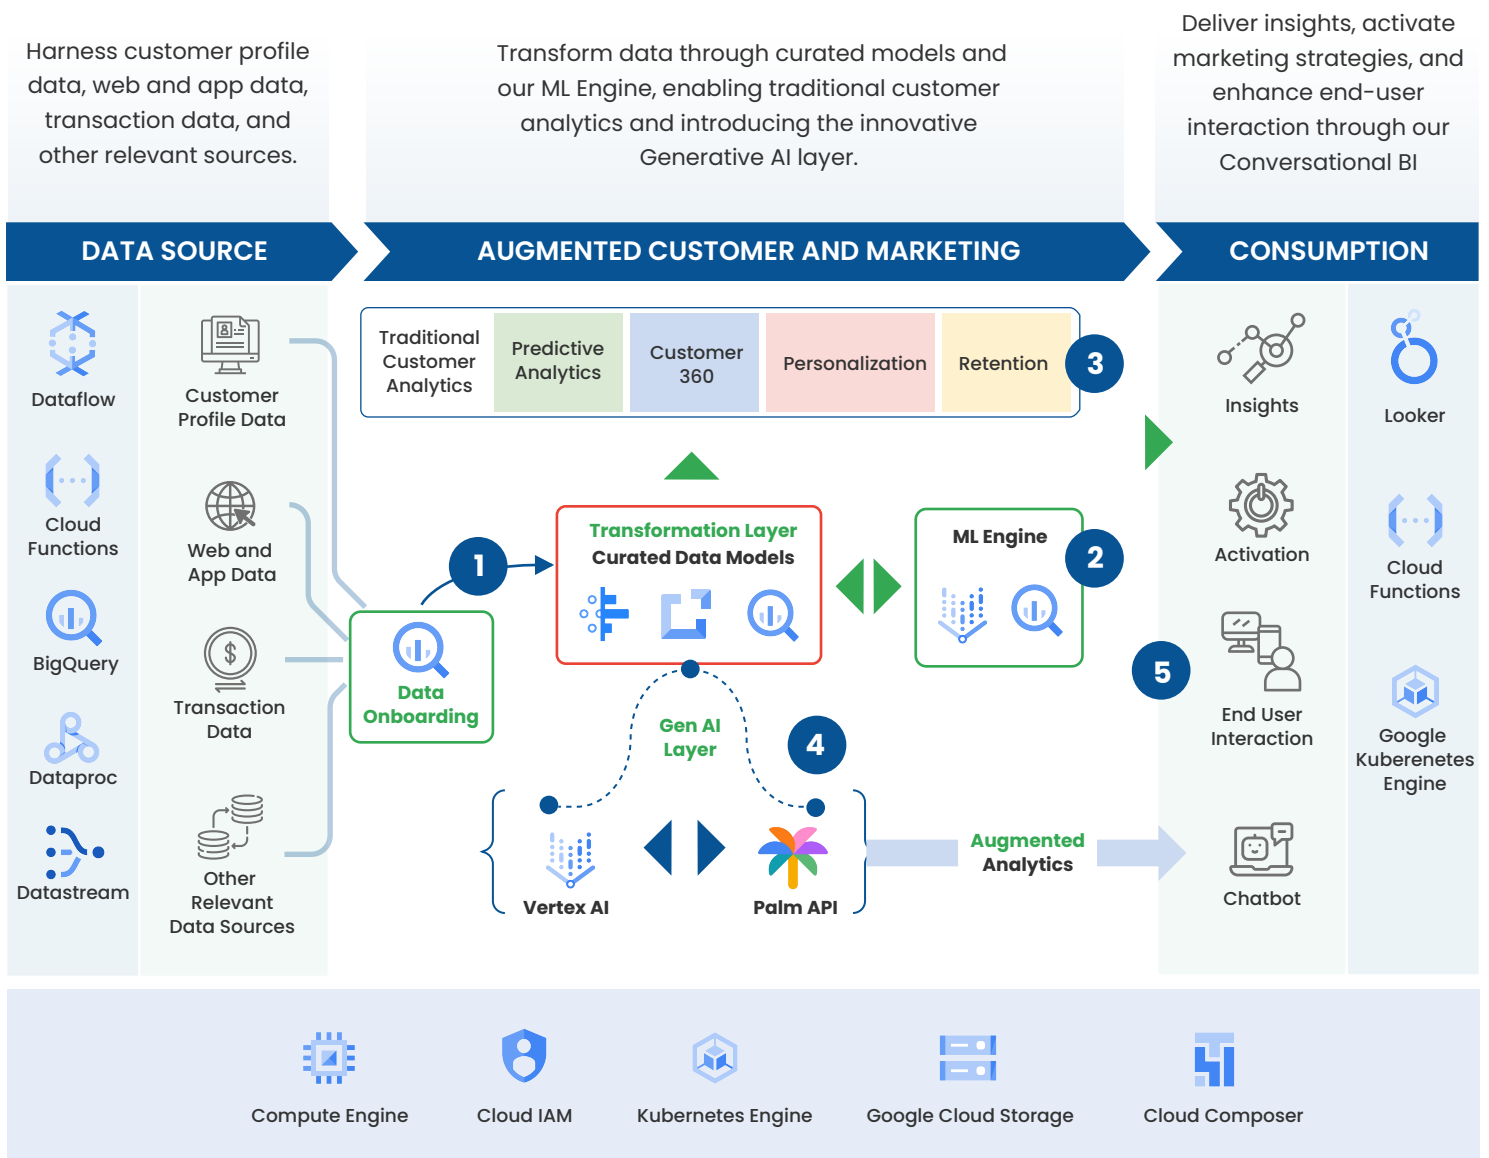 Harness customer profile
data, web and app data,
transaction data, and
other relevant sources.
Transform data through curated models and
our ML Engine, enabling traditional customer
analytics and introducing the innovative
Generative AI layer.
Deliver insights, activate
marketing strategies, and
enhance end-user
interaction through our
Conversational BI
DATA SOURCE
AUGMENTED CUSTOMER AND MARKETING
CONSUMPTION
Dataflow
Cloud
Functions
BigQuery
Dataproc
Datastream
Customer
Profile Data
Web and
App Data
$
Transaction
Data
Other
Relevant
Data Sources
Traditional
Customer
Analytics
Predictive
Analytics
Customer
360
Personalization
Retention
3
1
Data
Onboarding
Transformation Layer
Curated Data Models
ML Engine
2
Gen AI
Layer
4
Vertex AI
Palm API
Augmented
Analytics
5
Insights
Activation
End User
Interaction
Chatbot
Looker
Cloud
Functions
Google
Kuberenetes
Engine
Compute Engine
Cloud IAM
Kubernetes Engine
Google Cloud Storage
Cloud Composer